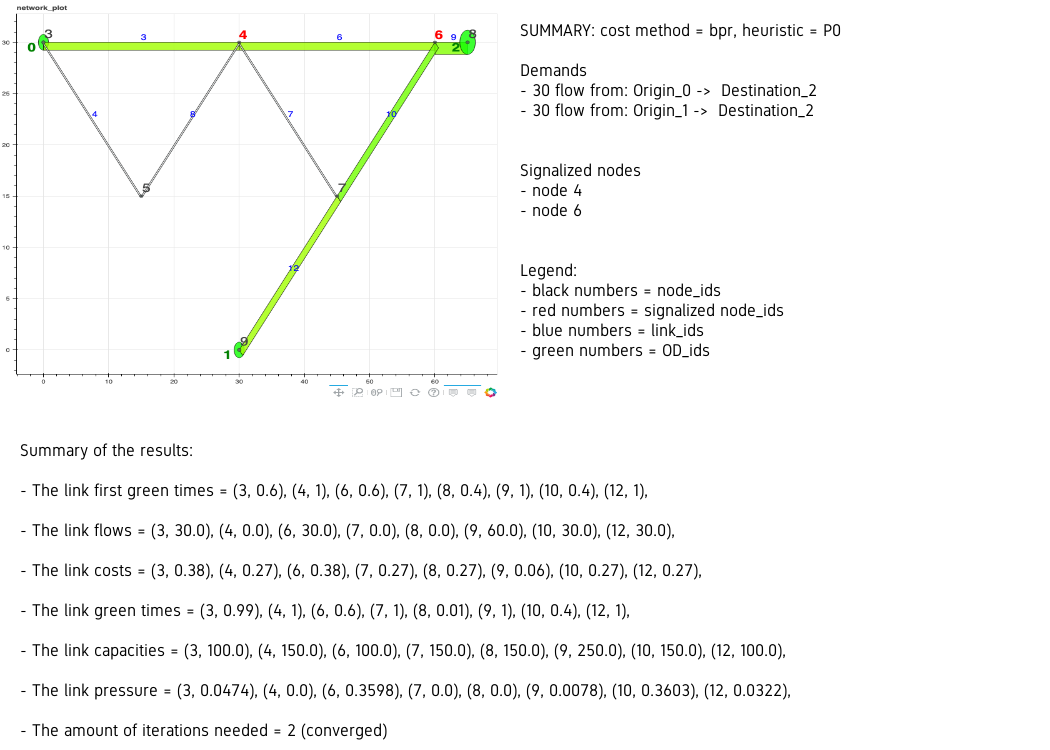 network_plot
3
4
6
8
0
2
3
6
9
30
25
4
8
7
10
20
5
7
15
10
12
5
9
1
0
0
10
20
30
40
50
60
SUMMARY: cost method = bpr, heuristic = P0
Demands
- 30 flow from: Origin_0 -> Destination_2
- 30 flow from: Origin_1 -> Destination_2
Signalized nodes
- node 4
- node 6
Legend:
- black numbers = node_ids
- red numbers = signalized node_ids
- blue numbers = link_ids
- green numbers = OD_ids
Summary of the results:
- The link first green times = (3, 0.6), (4, 1), (6, 0.6), (7, 1), (8, 0.4), (9, 1), (10, 0.4), (12, 1),
- The link flows = (3, 30.0), (4, 0.0), (6, 30.0), (7, 0.0), (8, 0.0), (9, 60.0), (10, 30.0), (12, 30.0),
- The link costs = (3, 0.38), (4, 0.27), (6, 0.38), (7, 0.27), (8, 0.27), (9, 0.06), (10, 0.27), (12, 0.27),
- The link green times = (3, 0.99), (4, 1), (6, 0.6), (7, 1), (8, 0.01), (9, 1), (10, 0.4), (12, 1),
- The link capacities = (3, 100.0), (4, 150.0), (6, 100.0), (7, 150.0), (8, 150.0), (9, 250.0), (10, 150.0), (12, 100.0),
- The link pressure = (3, 0.0474), (4, 0.0), (6, 0.3598), (7, 0.0), (8, 0.0), (9, 0.0078), (10, 0.3603), (12, 0.0322),
- The amount of iterations needed = 2 (converged)